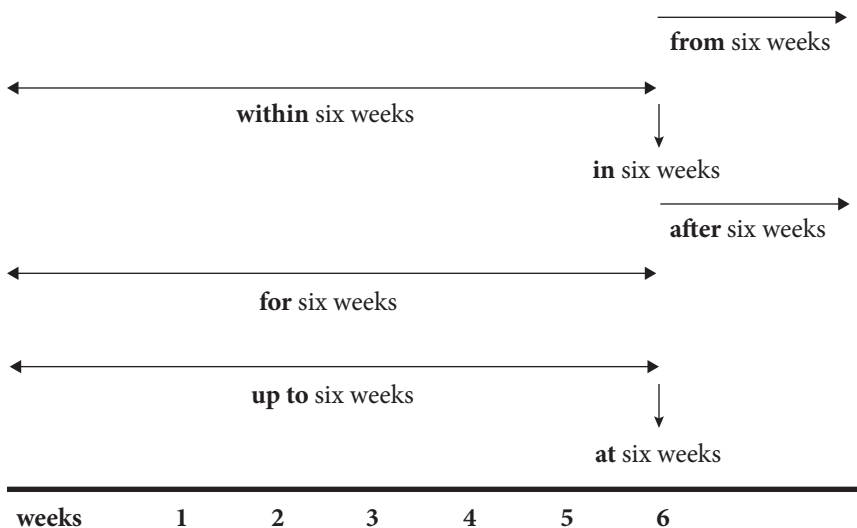 from six weeks
within six weeks
in six weeks
after six weeks
for six weeks
up to six weeks
at six weeks
weeks 1 2 3 4 5 6